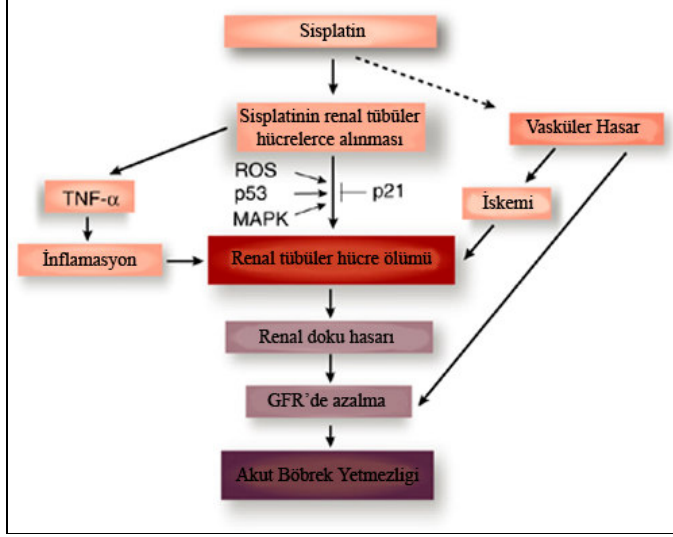 Sisplatin
Sisplatinin renal tübüler
hücrelerce alınması
Vasküler Hasar
ROS
p53
MAPK
p21
TNF-α
İskemi
İnflamasyon
Renal tübüler hücre ölümü
Renal doku hasarı
GFR’de azalma
Akut Böbrek Yetmezligi